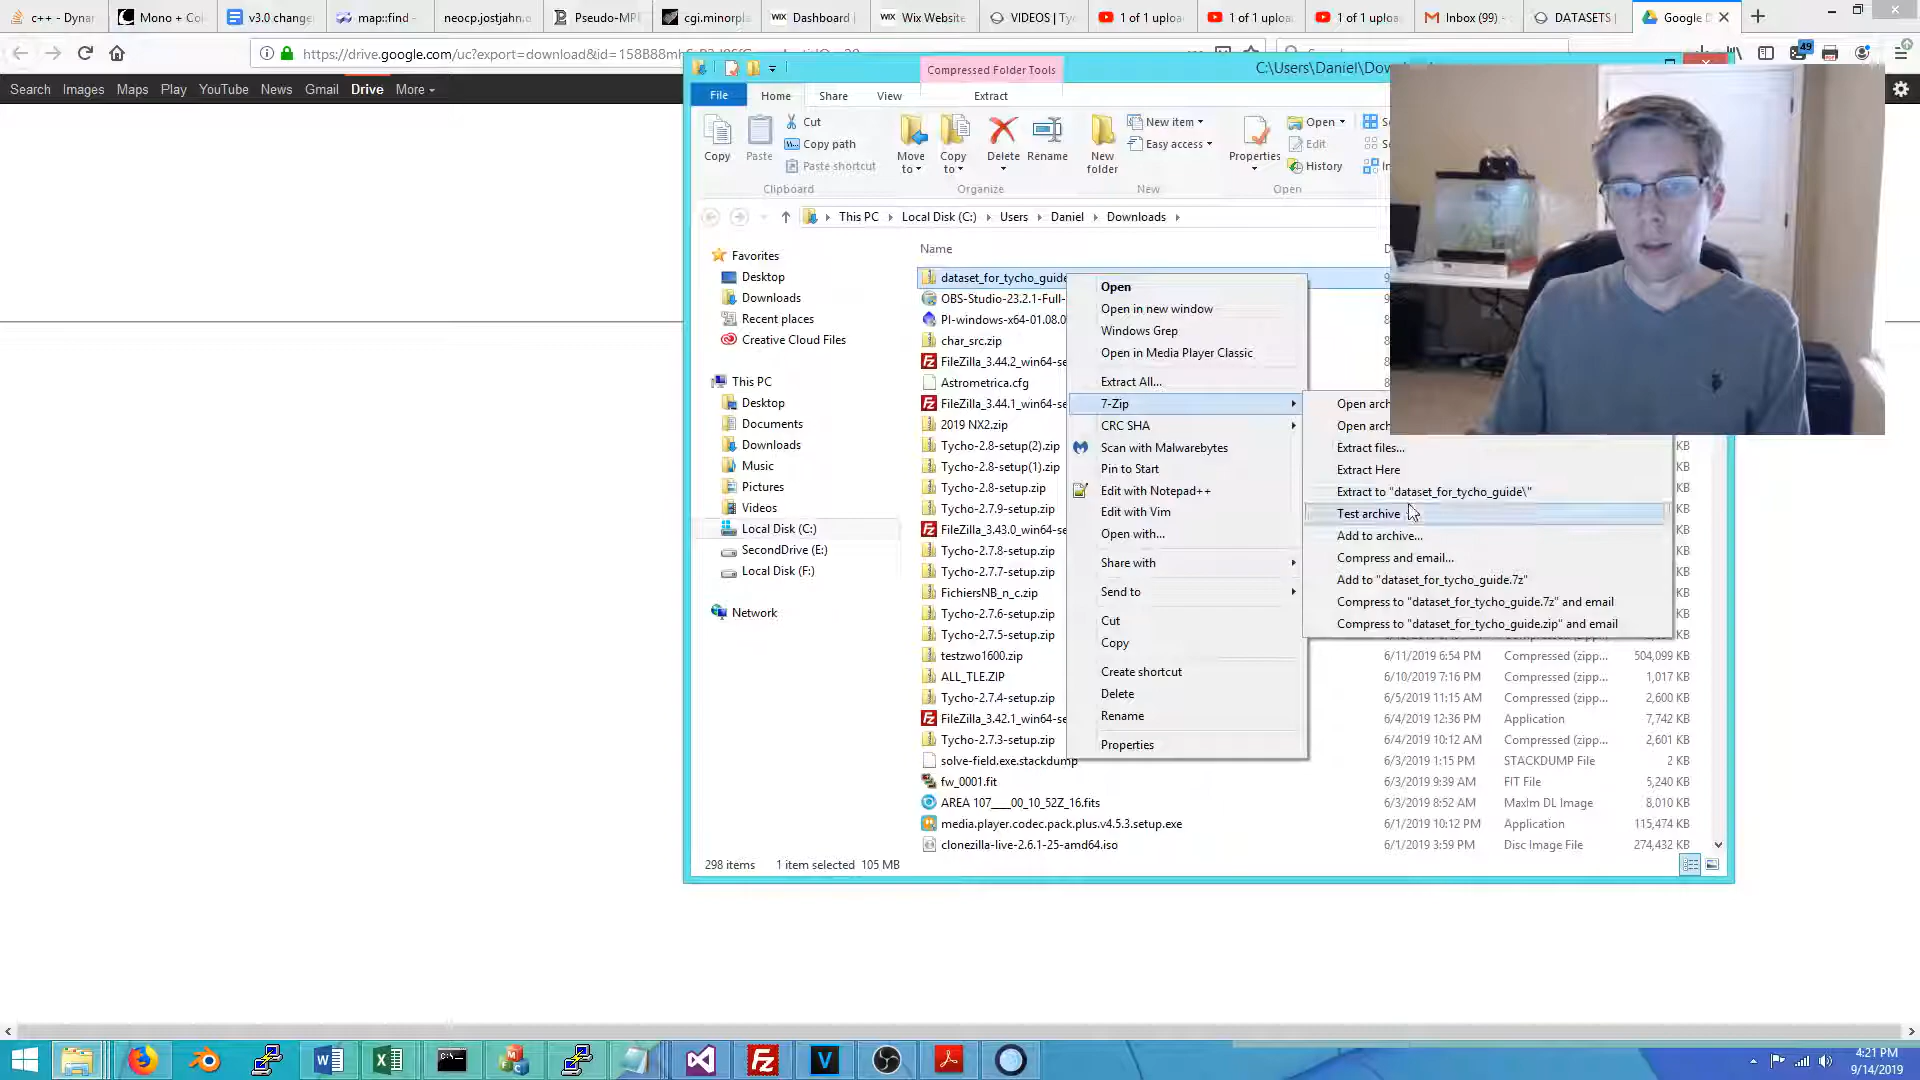 c++ - Dynar
Mono + Co
v3.0 change
map::find -
neocp.jostjahn.
Pseudo-MP
cgi.minorpl
WIX Dashboard |
WIX Wix Website
VIDEOS | Ty
1 of 1 uploa
1 of 1 uploa
1 of 1 uploa
Inbox (99)
DATASETS |
Google D
https://drive.google.com/uc?export=download&id=158B88m
49
Search Images Maps Play YouTube News Gmail Drive More
Compressed Folder Tools
C:\Users\Daniel\Down
File Home Share View Extract
Copy
Paste
Cut
Copy path
Paste shortcut
Move to
Copy to
Delete
Rename
New folder
New item
Easy access
Properties
Open
Edit
History
Clipboard Organize New Open
This PC Local Disk (C:) Users Daniel Downloads
Favorites
Desktop
Downloads
Recent places
Creative Cloud Files
This PC
Desktop
Documents
Downloads
Music
Pictures
Videos
Local Disk (C:)
SecondDrive (E:)
Local Disk (F:)
Network
Name
dataset_for_tycho_guide
OBS-Studio-23.2.1-Full-
PI-windows-x64-01.08.0
char_src.zip
FileZilla_3.44.2_win64-se
Astrometrica.cfg
FileZilla_3.44.1_win64-se
2019 NX2.zip
Tycho-2.8-setup(2).zip
Tycho-2.8-setup(1).zip
Tycho-2.8-setup.zip
Tycho-2.7.9-setup.zip
FileZilla_3.43.0_win64-se
Tycho-2.7.8-setup.zip
Tycho-2.7.7-setup.zip
FichiersNB_n_c.zip
Tycho-2.7.6-setup.zip
Tycho-2.7.5-setup.zip
testzwo1600.zip 6/11/2019 6:54 PM Compressed (zipp... 504,099 KB
ALL_TLE.ZIP 6/10/2019 7:16 PM Compressed (zipp... 1,017 KB
Tycho-2.7.4-setup.zip 6/5/2019 11:15 AM Compressed (zipp... 2,600 KB
FileZilla_3.42.1_win64-se 6/4/2019 12:36 PM Application 7,742 KB
Tycho-2.7.3-setup.zip 6/4/2019 10:12 AM Compressed (zipp... 2,601 KB
solve-field.exe.stackdump 6/3/2019 1:15 PM STACKDUMP File 2 KB
fw_0001.fit 6/3/2019 9:39 AM FIT File 5,240 KB
AREA 107___00_10_52Z_16.fits 6/3/2019 8:52 AM MaxIm DL Image 8,010 KB
media.player.codec.pack.plus.v4.5.3.setup.exe 6/1/2019 10:12 PM Application 115,474 KB
clonezilla-live-2.6.1-25-amd64.iso 6/1/2019 3:59 PM Disc Image File 274,432 KB
Open
Open in new window
Windows Grep
Open in Media Player Classic
Extract All...
7-Zip
CRC SHA
Scan with Malwarebytes
Pin to Start
Edit with Notepad++
Edit with Vim
Open with...
Share with
Send to
Cut
Copy
Create shortcut
Delete
Rename
Properties
Open arch
Open arch
Extract files...
Extract Here
Extract to "dataset_for_tycho_guide\"
Test archive
Add to archive...
Compress and email...
Add to "dataset_for_tycho_guide.7z"
Compress to "dataset_for_tycho_guide.7z" and email
Compress to "dataset_for_tycho_guide.zip" and email
298 items 1 item selected 105 MB
4:21 PM
9/14/2019